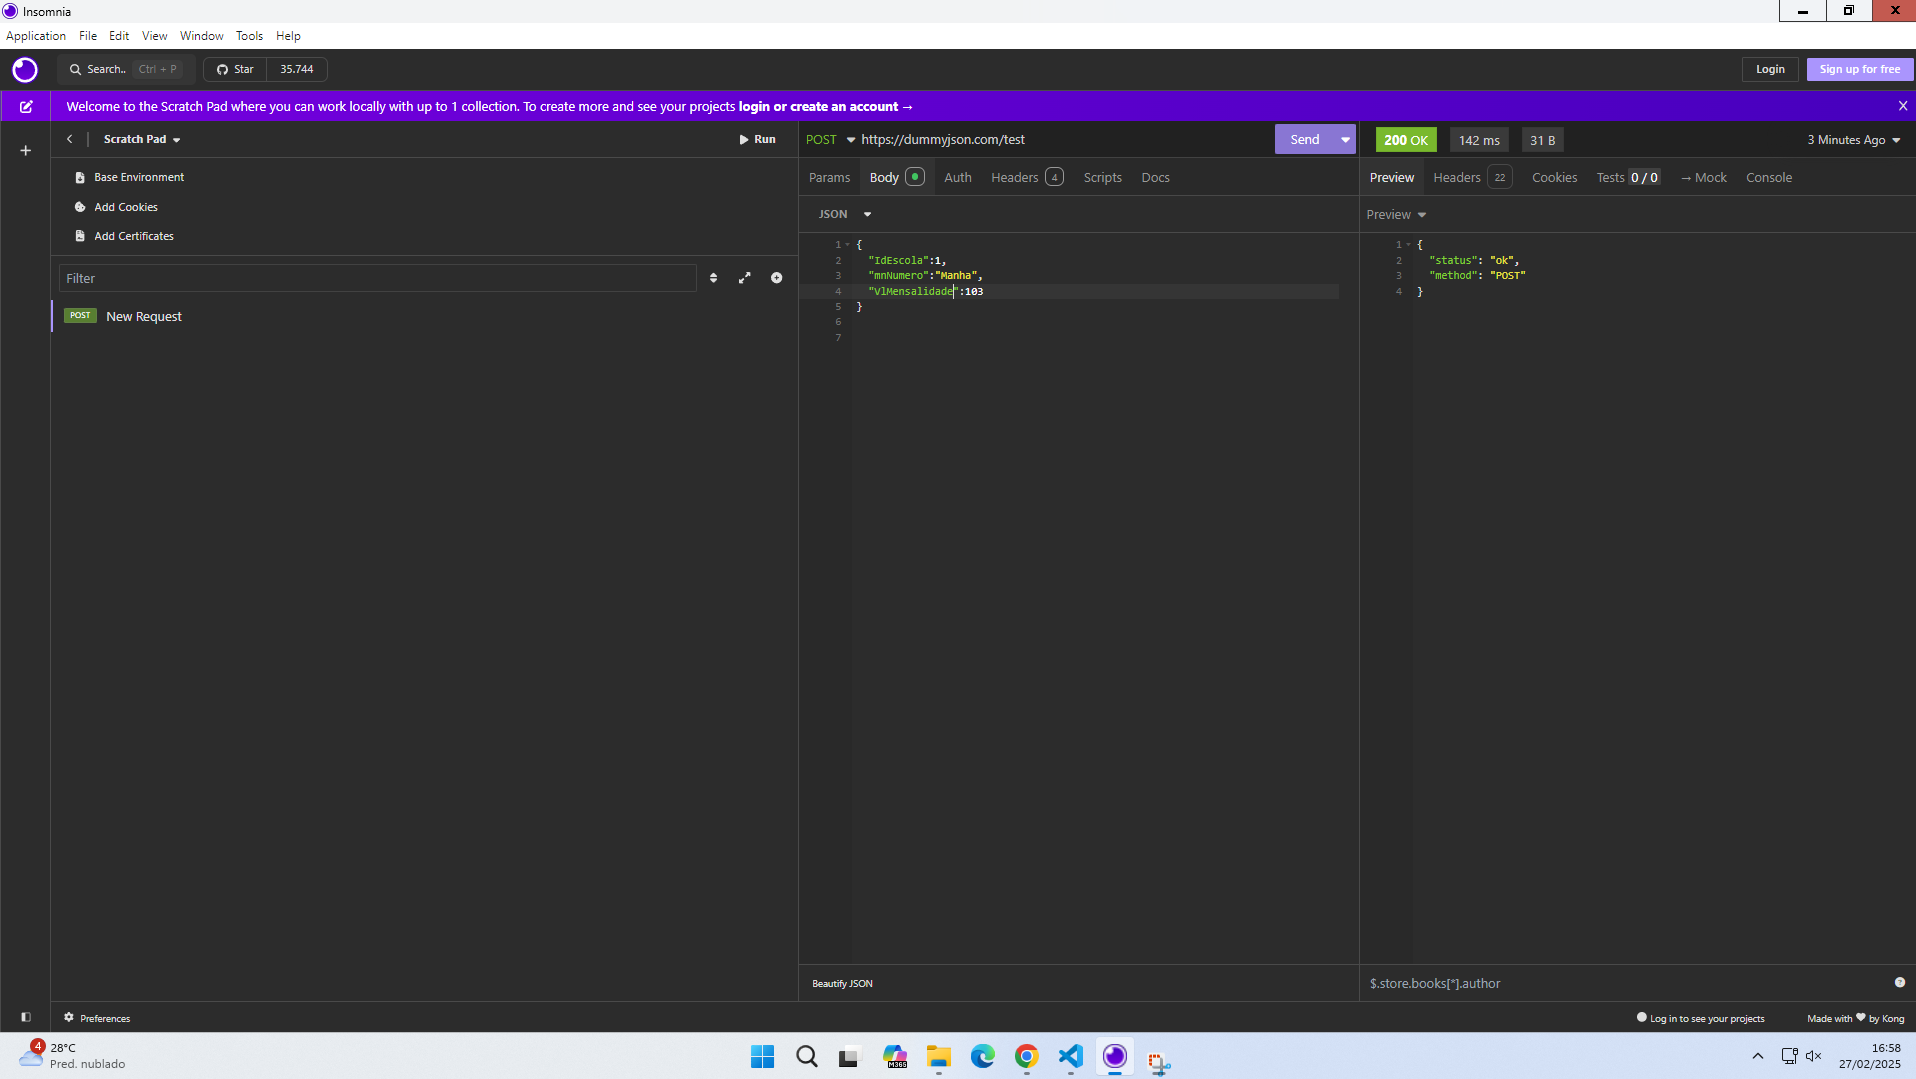 Insomnia
Application File Edit View Window Tools Help
Search.. Ctrl + P Star 35.744 Login Sign up for free
Welcome to the Scratch Pad where you can work locally with up to 1 collection. To create more and see your projects login or create an account →
Scratch Pad Run POST https://dummyjson.com/test Send 200 OK 142 ms 31 B 3 Minutes Ago
Base Environment
Add Cookies
Add Certificates
Filter
POST New Request
Params Body Auth Headers 4 Scripts Docs
JSON
1 {
2 "IdEscola":1,
3 "mnNumero":"Manha",
4 "VlMensalidade":103
5 }
6
7
Beautify JSON
Preview Headers 22 Cookies Tests 0 / 0 → Mock Console
Preview
1 {
2 "status": "ok",
3 "method": "POST"
4 }
$.store.books[*].author
Preferences Log in to see your projects Made with ♥ by Kong
4
28°C
Pred. nublado
M365
16:58
27/02/2025